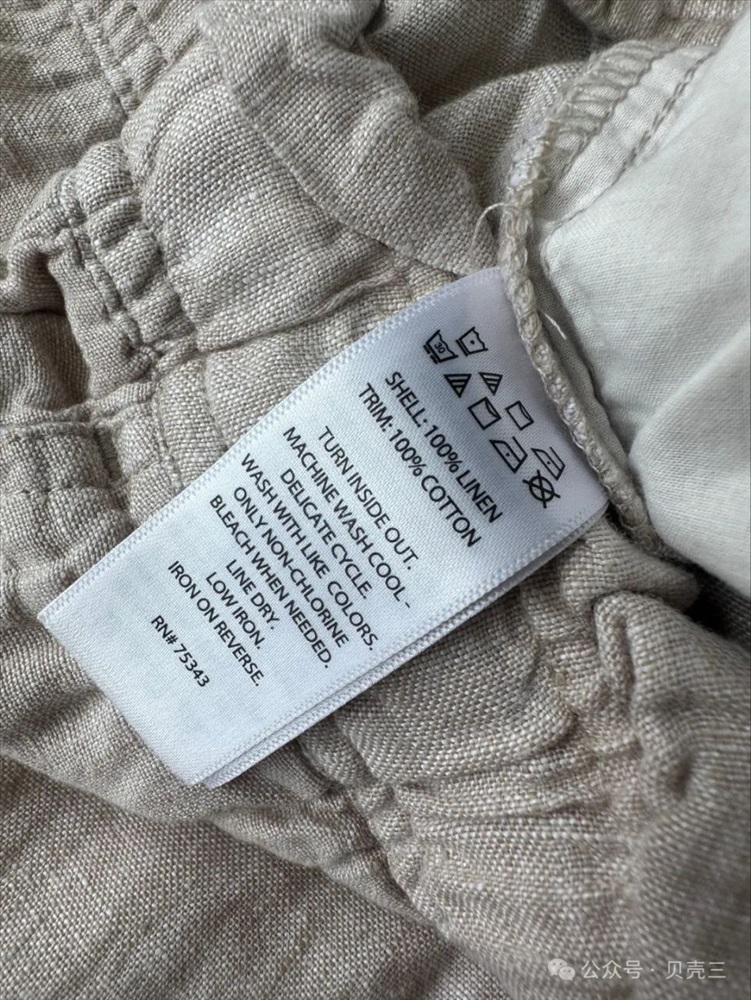 30
SHELL: 100% LINEN
TRIM: 100% COTTON
TURN INSIDE OUT.
MACHINE WASH COOL -
DELICATE CYCLE.
WASH WITH LIKE COLORS.
ONLY NON-CHLORINE
BLEACH WHEN NEEDED.
LINE DRY.
LOW IRON.
IRON ON REVERSE.
RN# 75343
公众号 · 贝壳三